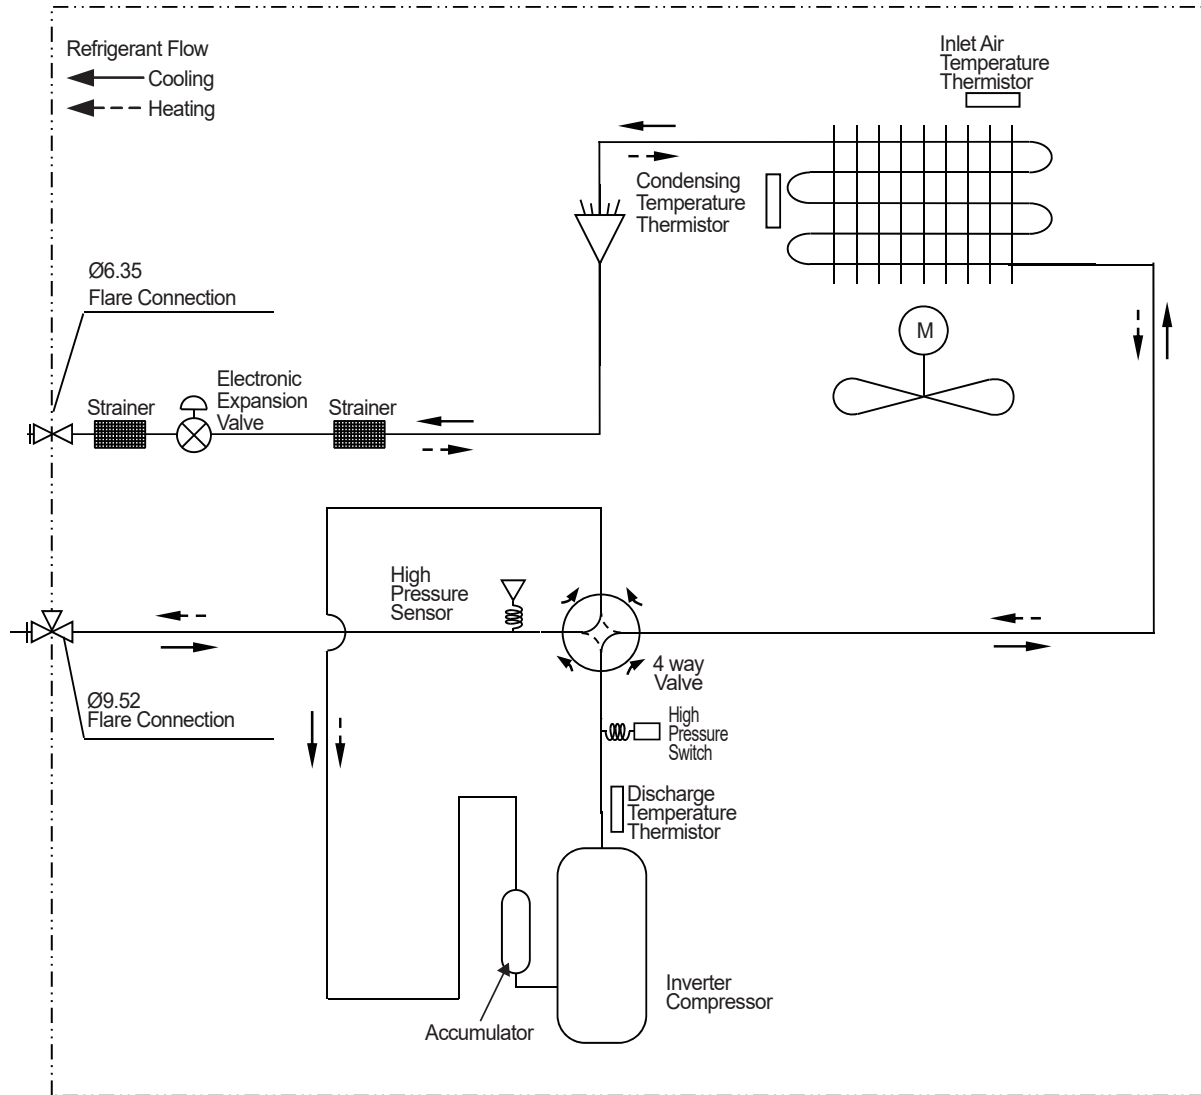 Refrigerant Flow
Cooling
Heating
Inlet Air
Temperature
Thermistor
Condensing
Temperature
Thermistor
Ø6.35
Flare Connection
M
Electronic
Expansion
Valve
Strainer
Strainer
High
Pressure
Sensor
4 way
Valve
Ø9.52
Flare Connection
High
Pressure
Switch
Discharge
Temperature
Thermistor
Inverter
Compressor
Accumulator